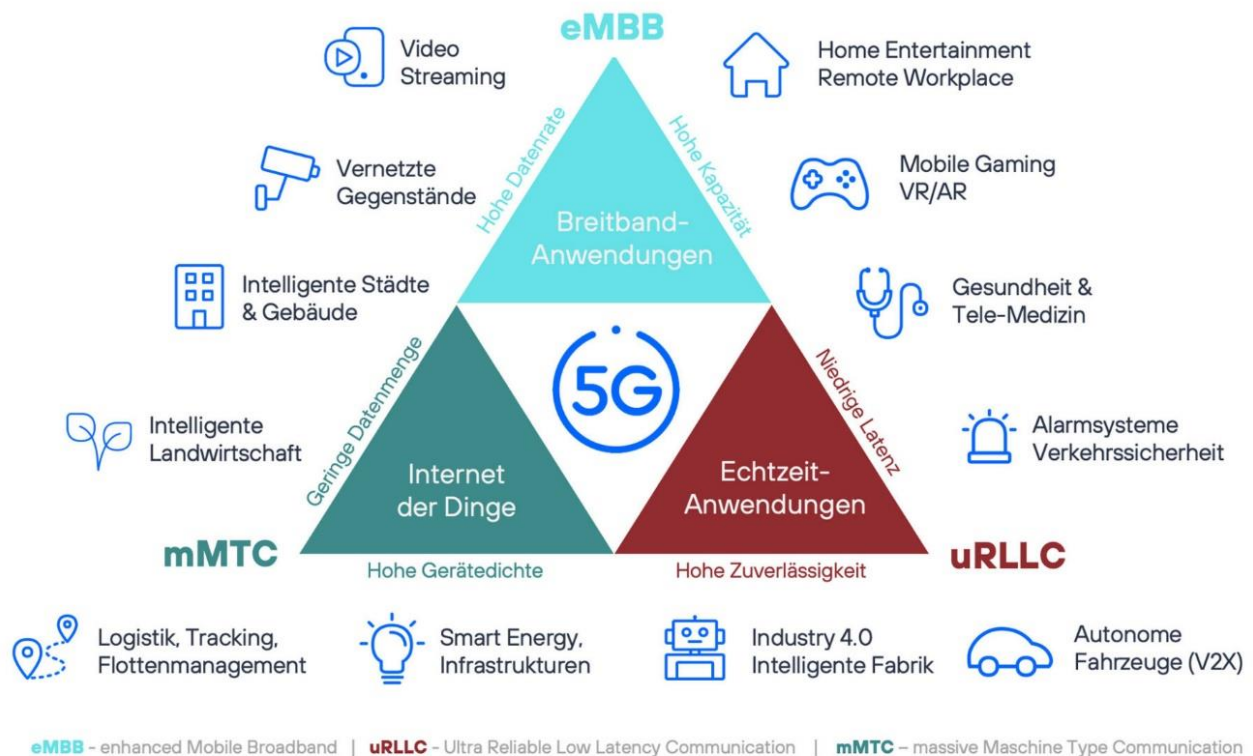 eMBB
Video
Streaming
Home Entertainment
Remote Workplace
Hohe Datenrate
Hohe Kapazität
Vernetzte
Gegenstände
Mobile Gaming
VR/AR
Breitband-
Anwendungen
Intelligente Städte
& Gebäude
Gesundheit &
Tele-Medizin
5G
Geringe Datenmenge
Niedrige Latenz
Intelligente
Landwirtschaft
Alarmsysteme
Verkehrssicherheit
Internet
der Dinge
Echtzeit-
Anwendungen
mMTC
uRLLC
Hohe Gerätedichte
Hohe Zuverlässigkeit
Logistik, Tracking,
Flottenmanagement
Smart Energy,
Infrastrukturen
Industry 4.0
Intelligente Fabrik
Autonome
Fahrzeuge (V2X)
eMBB - enhanced Mobile Broadband | uRLLC - Ultra Reliable Low Latency Communication | mMTC – massive Maschine Type Communication